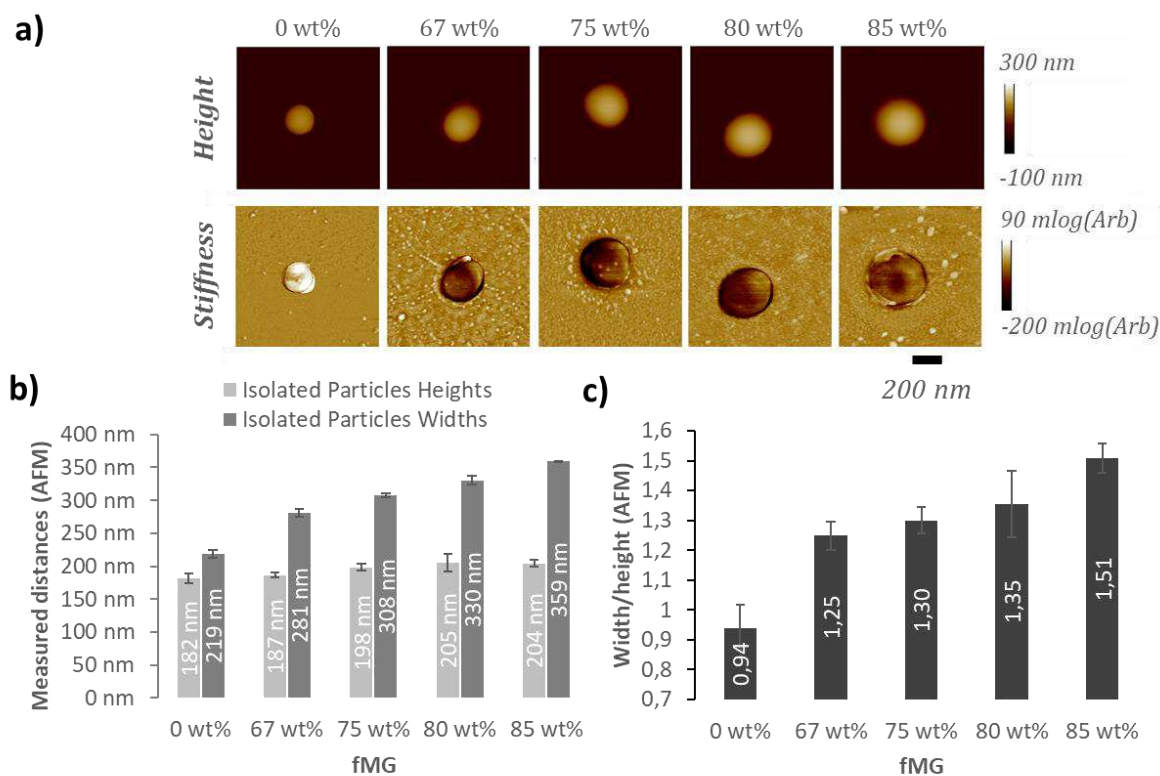 a)
0 wt%
67 wt%
75 wt%
80 wt%
85 wt%
Height
300 nm
-100 nm
Stiffness
90 mlog(Arb)
-200 mlog(Arb)
200 nm
b)
Isolated Particles Heights
Isolated Particles Widths
Measured distances (AFM)
400 nm
350 nm
300 nm
250 nm
200 nm
150 nm
100 nm
50 nm
0 nm
182 nm
219 nm
187 nm
281 nm
198 nm
308 nm
205 nm
330 nm
204 nm
359 nm
0 wt%
67 wt%
75 wt%
80 wt%
85 wt%
fMG
c)
Width/height (AFM)
1,6
1,5
1,4
1,3
1,2
1
0,9
0,8
0,7
0,94
1,25
1,30
1,35
1,51
0 wt%
67 wt%
75 wt%
80 wt%
85 wt%
fMG